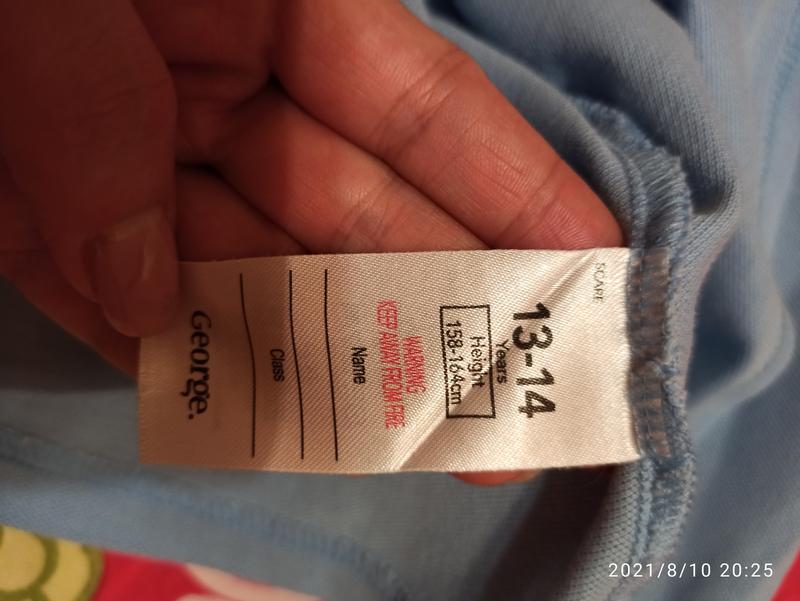 SCAFE
13-14
Years
Height
158-164cm
WARNING
KEEP AWAY FROM FIRE
Name
Class
George.
2021/8/10 20:25